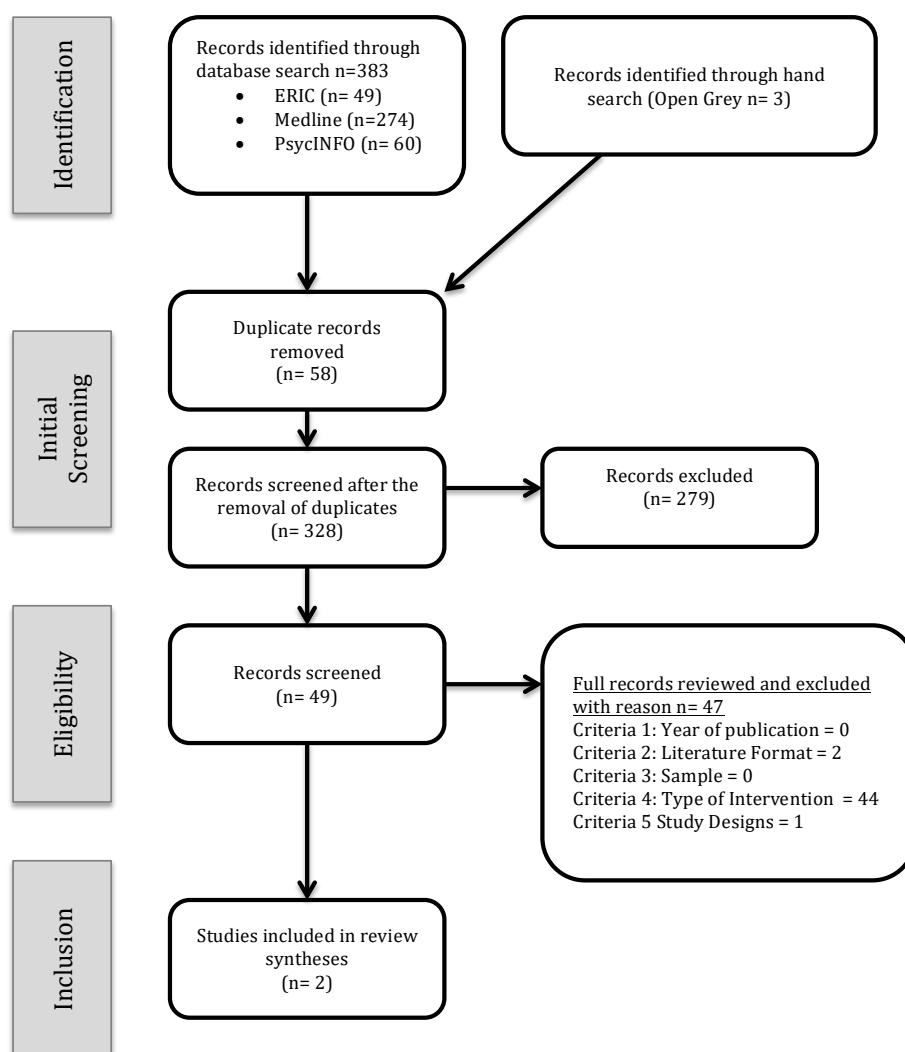 Identification
Records identified through
database search n=383
• ERIC (n= 49)
• Medline (n=274)
• PsycINFO (n= 60)
Records identified through hand
search (Open Grey n= 3)
Initial
Screening
Duplicate records
removed
(n= 58)
Records screened after the
removal of duplicates
(n= 328)
Records excluded
(n= 279)
Eligibility
Records screened
(n= 49)
Full records reviewed and excluded
with reason n= 47
Criteria 1: Year of publication = 0
Criteria 2: Literature Format = 2
Criteria 3: Sample = 0
Criteria 4: Type of Intervention = 44
Criteria 5 Study Designs = 1
Inclusion
Studies included in review
syntheses
(n= 2)